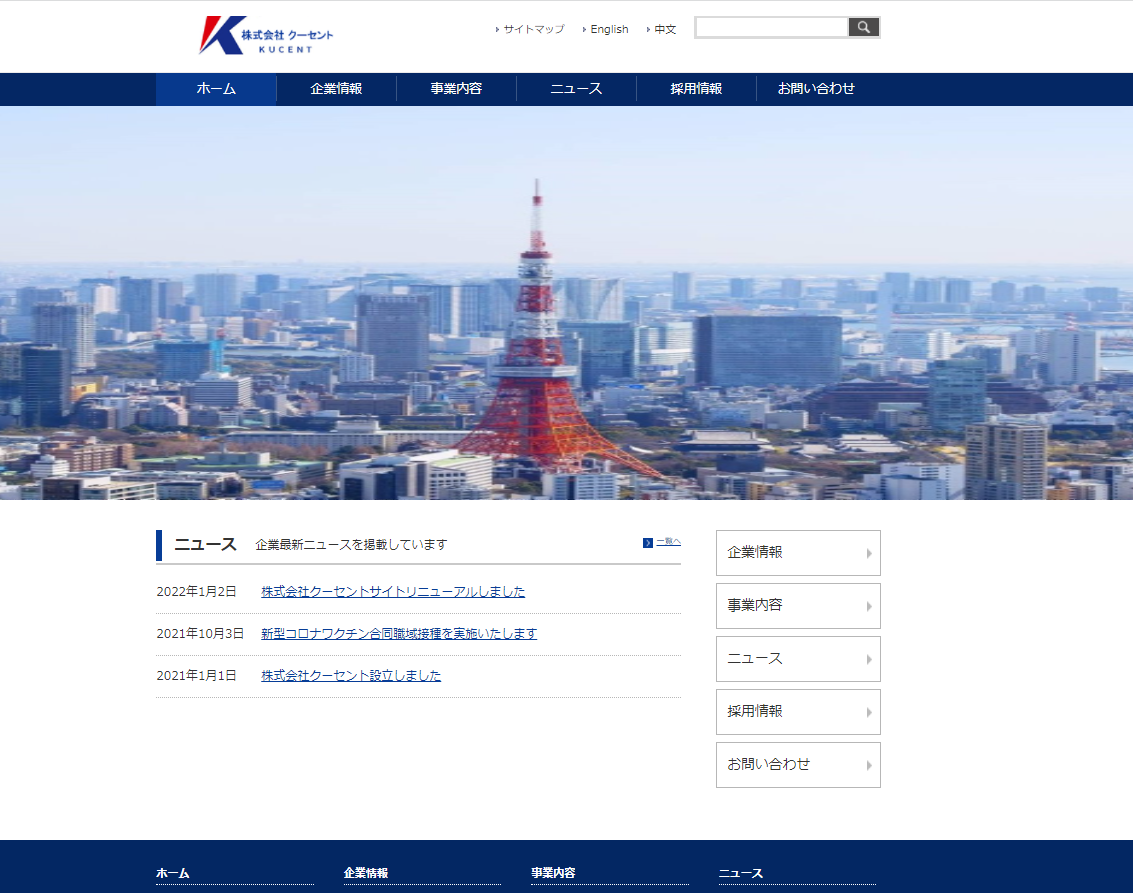 株式会社 クーセント
KUCENT
サイトマップ English 中文
ホーム 企業情報 事業内容 ニュース 採用情報 お問い合わせ
ニュース 企業最新ニュースを掲載しています 一覧へ
2022年1月2日 株式会社クーセントサイトリニューアルしました
2021年10月3日 新型コロナワクチン合同職域接種を実施いたします
2021年1月1日 株式会社クーセント設立しました
企業情報
事業内容
ニュース
採用情報
お問い合わせ
ホーム 企業情報 事業内容 ニュース